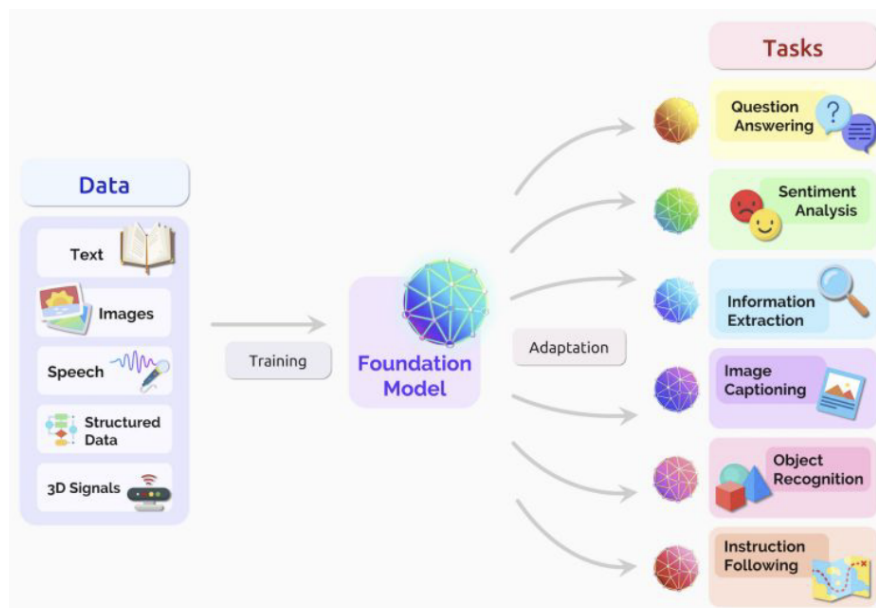 Data
Text
Images
Speech
Structured
Data
3D Signals
Training
Foundation
Model
Adaptation
Tasks
Question
Answering
?
Sentiment
Analysis
Information
Extraction
Image
Captioning
Object
Recognition
Instruction
Following